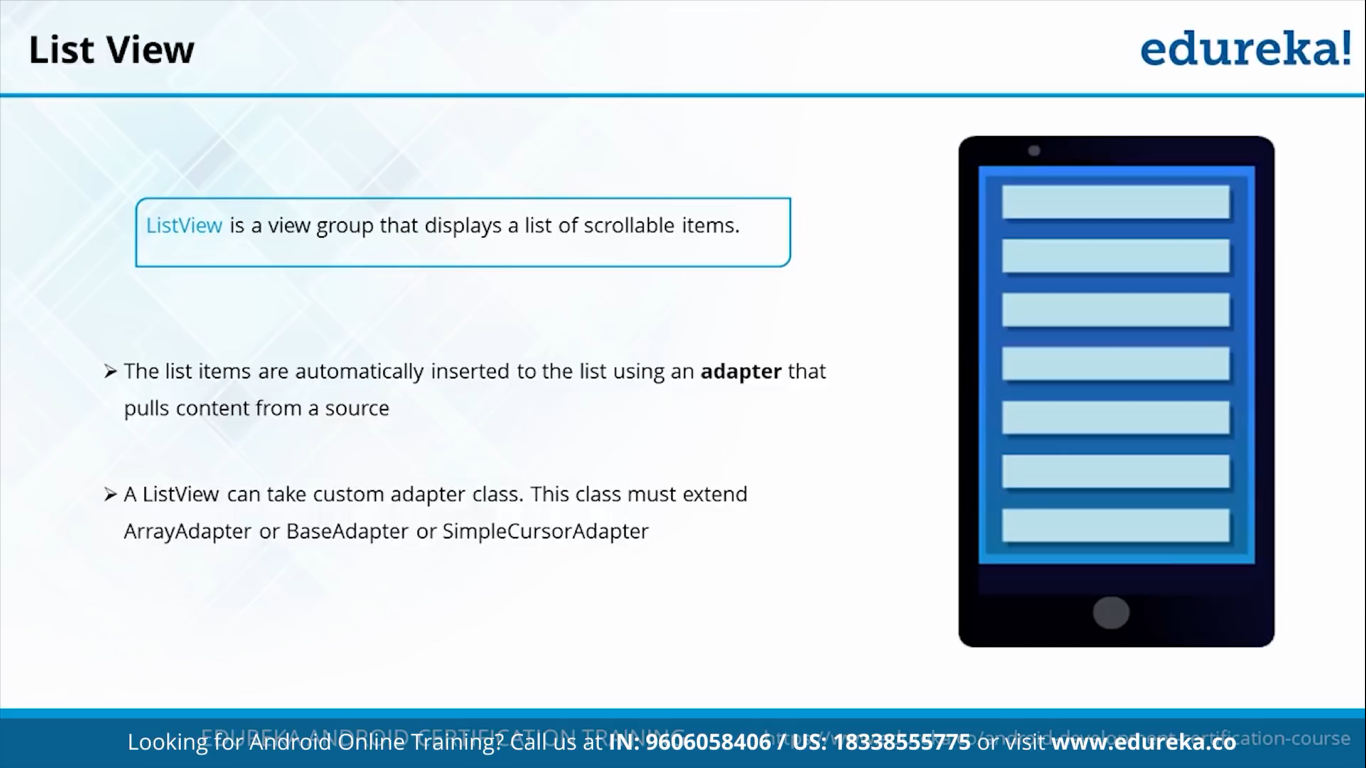 List View
edureka!
ListView is a view group that displays a list of scrollable items.
➢ The list items are automatically inserted to the list using an adapter that
pulls content from a source
➢ A ListView can take custom adapter class. This class must extend
ArrayAdapter or BaseAdapter or SimpleCursorAdapter
EDUREKA ANDROID CERTIFICATION TRAINING
Looking for Android Online Training? Call us at IN: 9606058406 / US: 18338555775 or visit www.edureka.co